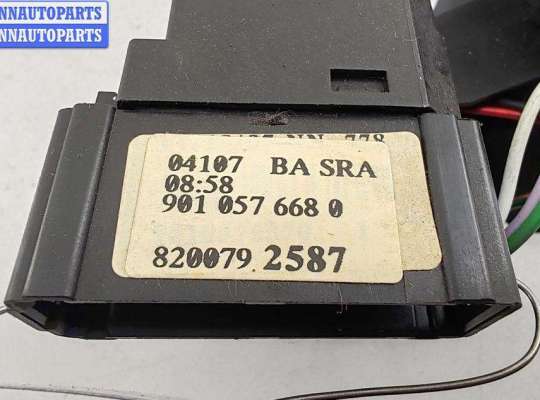 NNAUTOPARTS
NNAUTOPARTS
04107 BA SRA
08:58
901 057 668 0
820079 2587